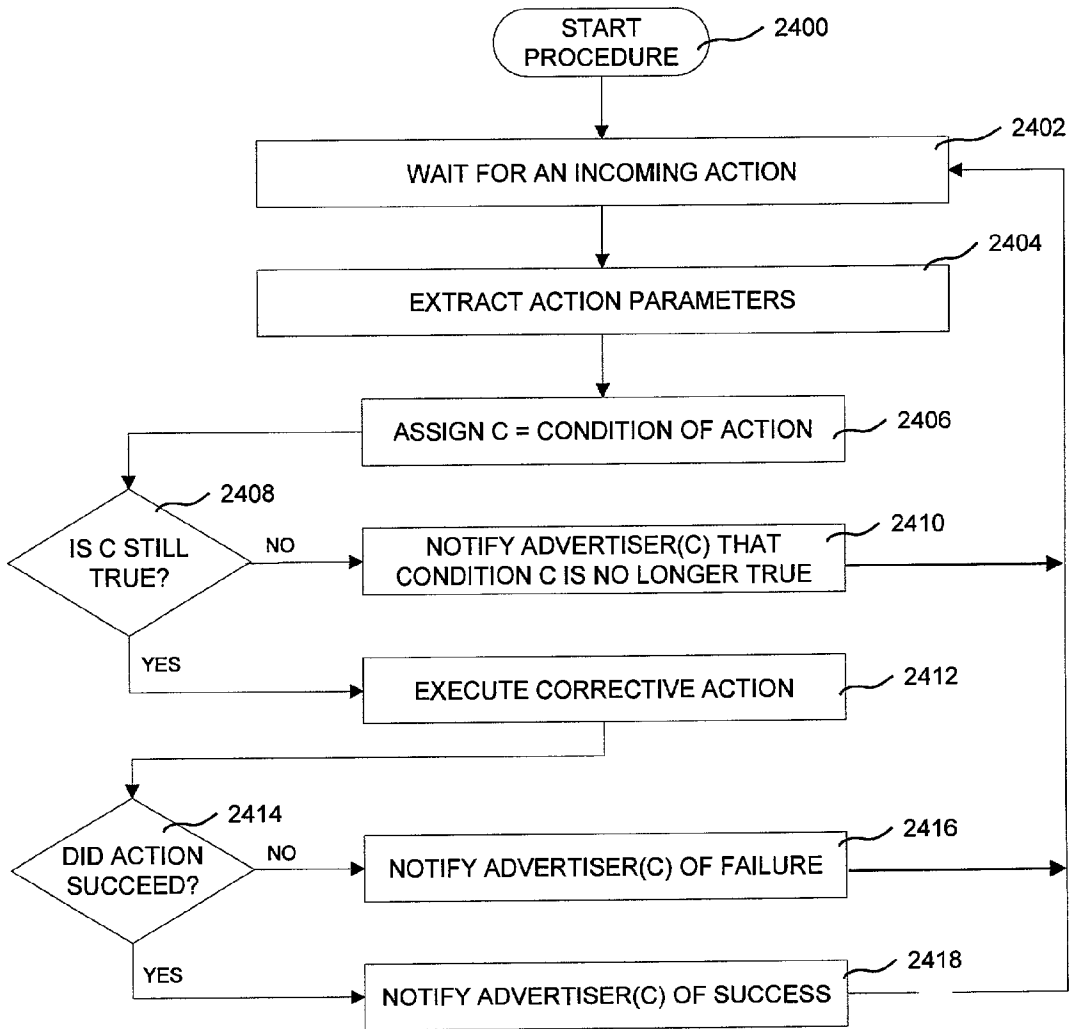 START
PROCEDURE
2400
2402
WAIT FOR AN INCOMING ACTION
2404
EXTRACT ACTION PARAMETERS
ASSIGN C = CONDITION OF ACTION
2406
2408
IS C STILL
TRUE?
NO
2410
NOTIFY ADVERTISER(C) THAT
CONDITION C IS NO LONGER TRUE
YES
EXECUTE CORRECTIVE ACTION
2412
2414
DID ACTION
SUCCEED?
NO
2416
NOTIFY ADVERTISER(C) OF FAILURE
YES
2418
NOTIFY ADVERTISER(C) OF SUCCESS